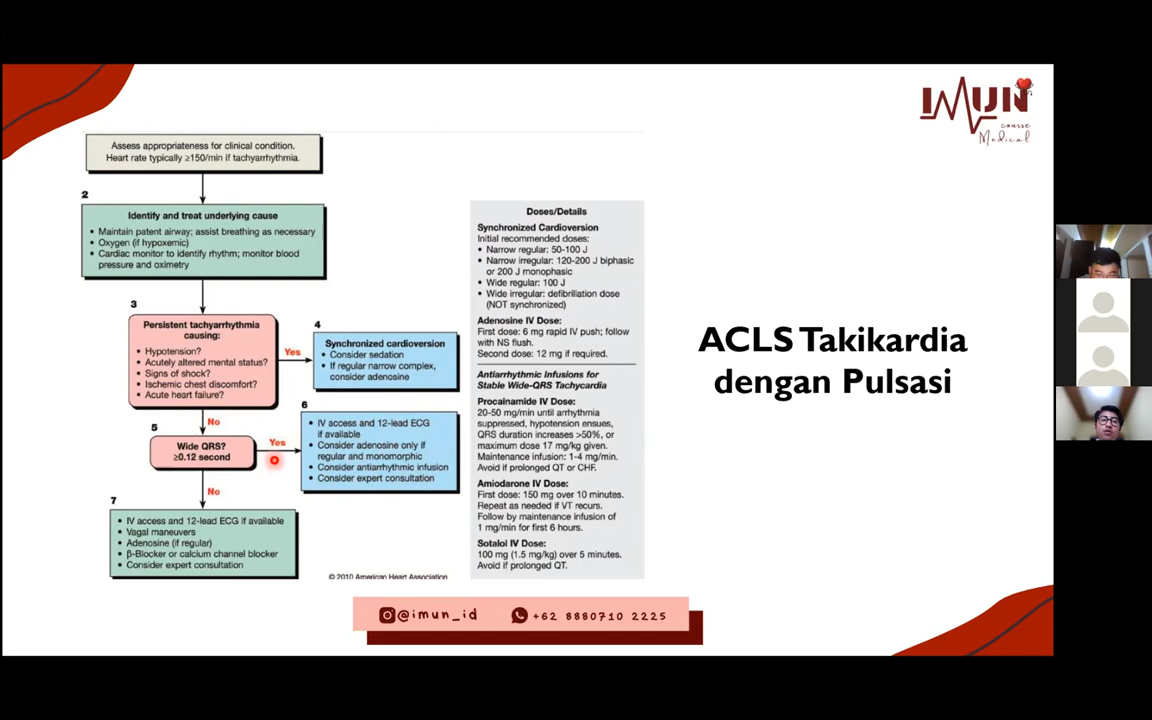 IMUN
course
Medical
Assess appropriateness for clinical condition.
Heart rate typically ≥150/min if tachyarrhythmia.
2
Identify and treat underlying cause
• Maintain patent airway; assist breathing as necessary
• Oxygen (if hypoxemic)
• Cardiac monitor to identify rhythm; monitor blood
pressure and oximetry
3
Persistent tachyarrhythmia
causing:
• Hypotension?
• Acutely altered mental status?
• Signs of shock?
• Ischemic chest discomfort?
• Acute heart failure?
Yes
4
Synchronized cardioversion
• Consider sedation
• If regular narrow complex,
consider adenosine
No
5
Wide QRS?
≥0.12 second
Yes
6
• IV access and 12-lead ECG
if available
• Consider adenosine only if
regular and monomorphic
• Consider antiarrhythmic infusion
• Consider expert consultation
No
7
• IV access and 12-lead ECG if available
• Vagal maneuvers
• Adenosine (if regular)
• β-Blocker or calcium channel blocker
• Consider expert consultation
© 2010 American Heart Association
Doses/Details
Synchronized Cardioversion
Initial recommended doses:
• Narrow regular: 50-100 J
• Narrow irregular: 120-200 J biphasic
or 200 J monophasic
• Wide regular: 100 J
• Wide irregular: defibrillation dose
(NOT synchronized)
Adenosine IV Dose:
First dose: 6 mg rapid IV push; follow
with NS flush.
Second dose: 12 mg if required.
Antiarrhythmic Infusions for
Stable Wide-QRS Tachycardia
Procainamide IV Dose:
20-50 mg/min until arrhythmia
suppressed, hypotension ensues,
QRS duration increases >50%, or
maximum dose 17 mg/kg given.
Maintenance infusion: 1-4 mg/min.
Avoid if prolonged QT or CHF.
Amiodarone IV Dose:
First dose: 150 mg over 10 minutes.
Repeat as needed if VT recurs.
Follow by maintenance infusion of
1 mg/min for first 6 hours.
Sotalol IV Dose:
100 mg (1.5 mg/kg) over 5 minutes.
Avoid if prolonged QT.
ACLS Takikardia
dengan Pulsasi
@imun_id
+62 8880710 2225